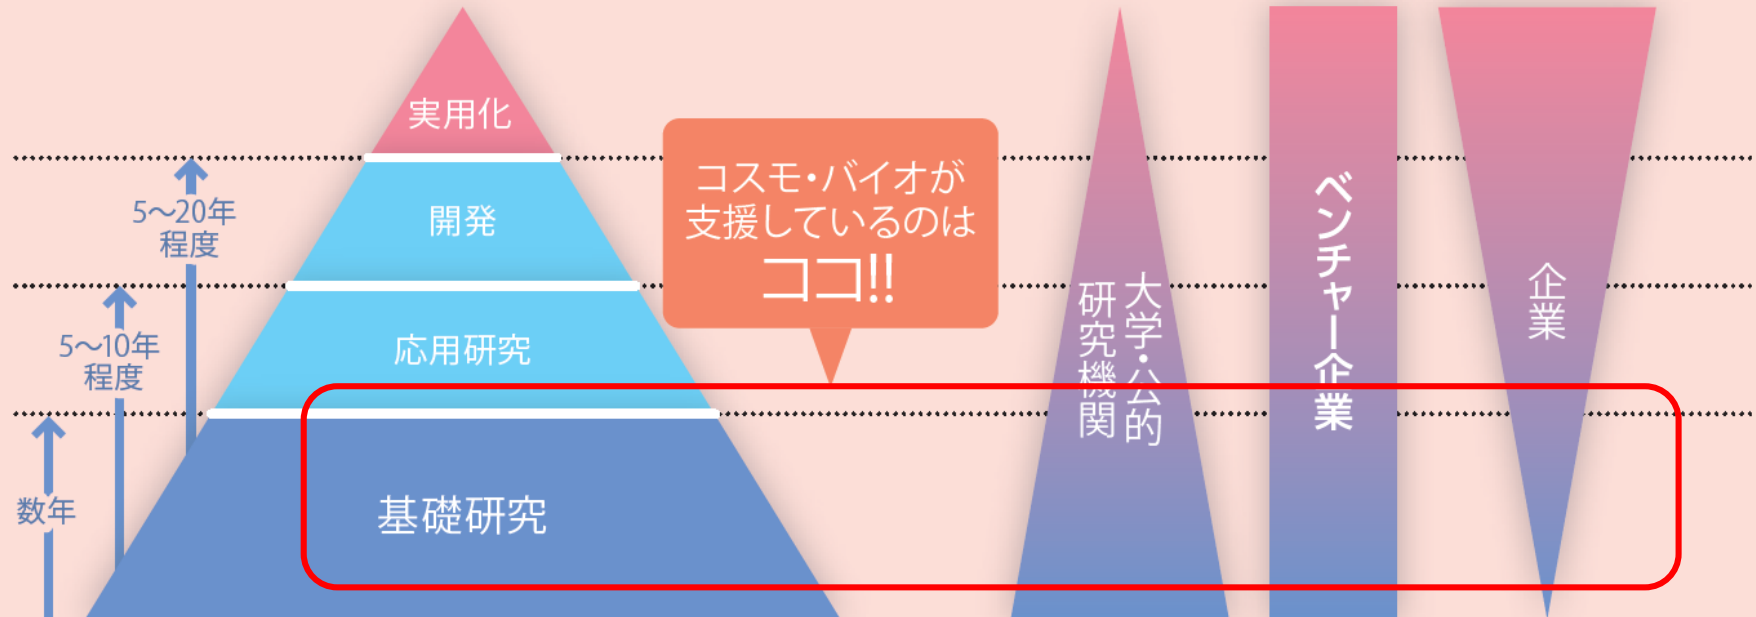 実用化
開発
応用研究
基礎研究
5～20年
程度
5～10年
程度
数年
コスモ・バイオが
支援しているのは
ココ!!
大学・公的
研究機関
ベンチャー企業
企業